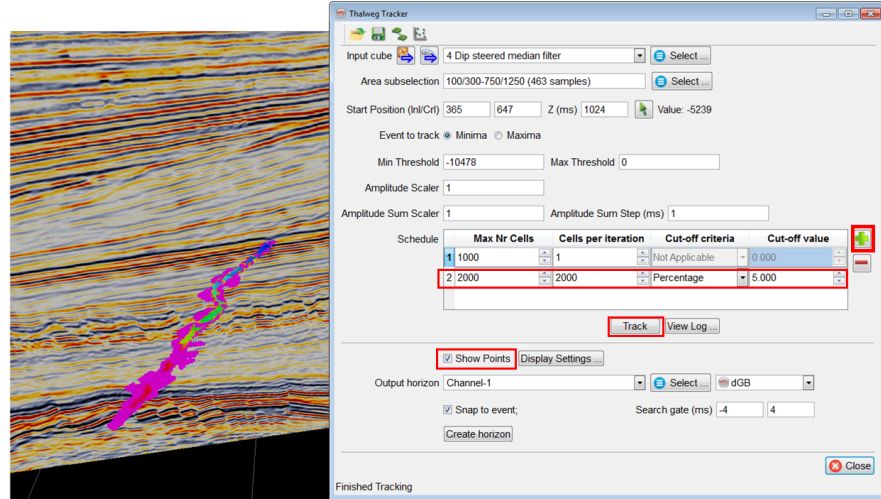 Thalweg Tracker
Input cube 4 Dip steered median filter Select ...
Area subselection 100/300-750/1250 (463 samples) Select ...
Start Position (Inl/Crl) 365 647 Z (ms) 1024 Value: -5239
Event to track Minima Maxima
Min Threshold -10478 Max Threshold 0
Amplitude Scaler 1
Amplitude Sum Scaler 1 Amplitude Sum Step (ms) 1
Schedule Max Nr Cells Cells per iteration Cut-off criteria Cut-off value
1 1000 1 Not Applicable 0.000
2 2000 2000 Percentage 5.000
Track View Log ...
Show Points Display Settings ...
Output horizon Channel-1 Select ... dGB
Snap to event; Search gate (ms) -4 4
Create horizon
Close
Finished Tracking